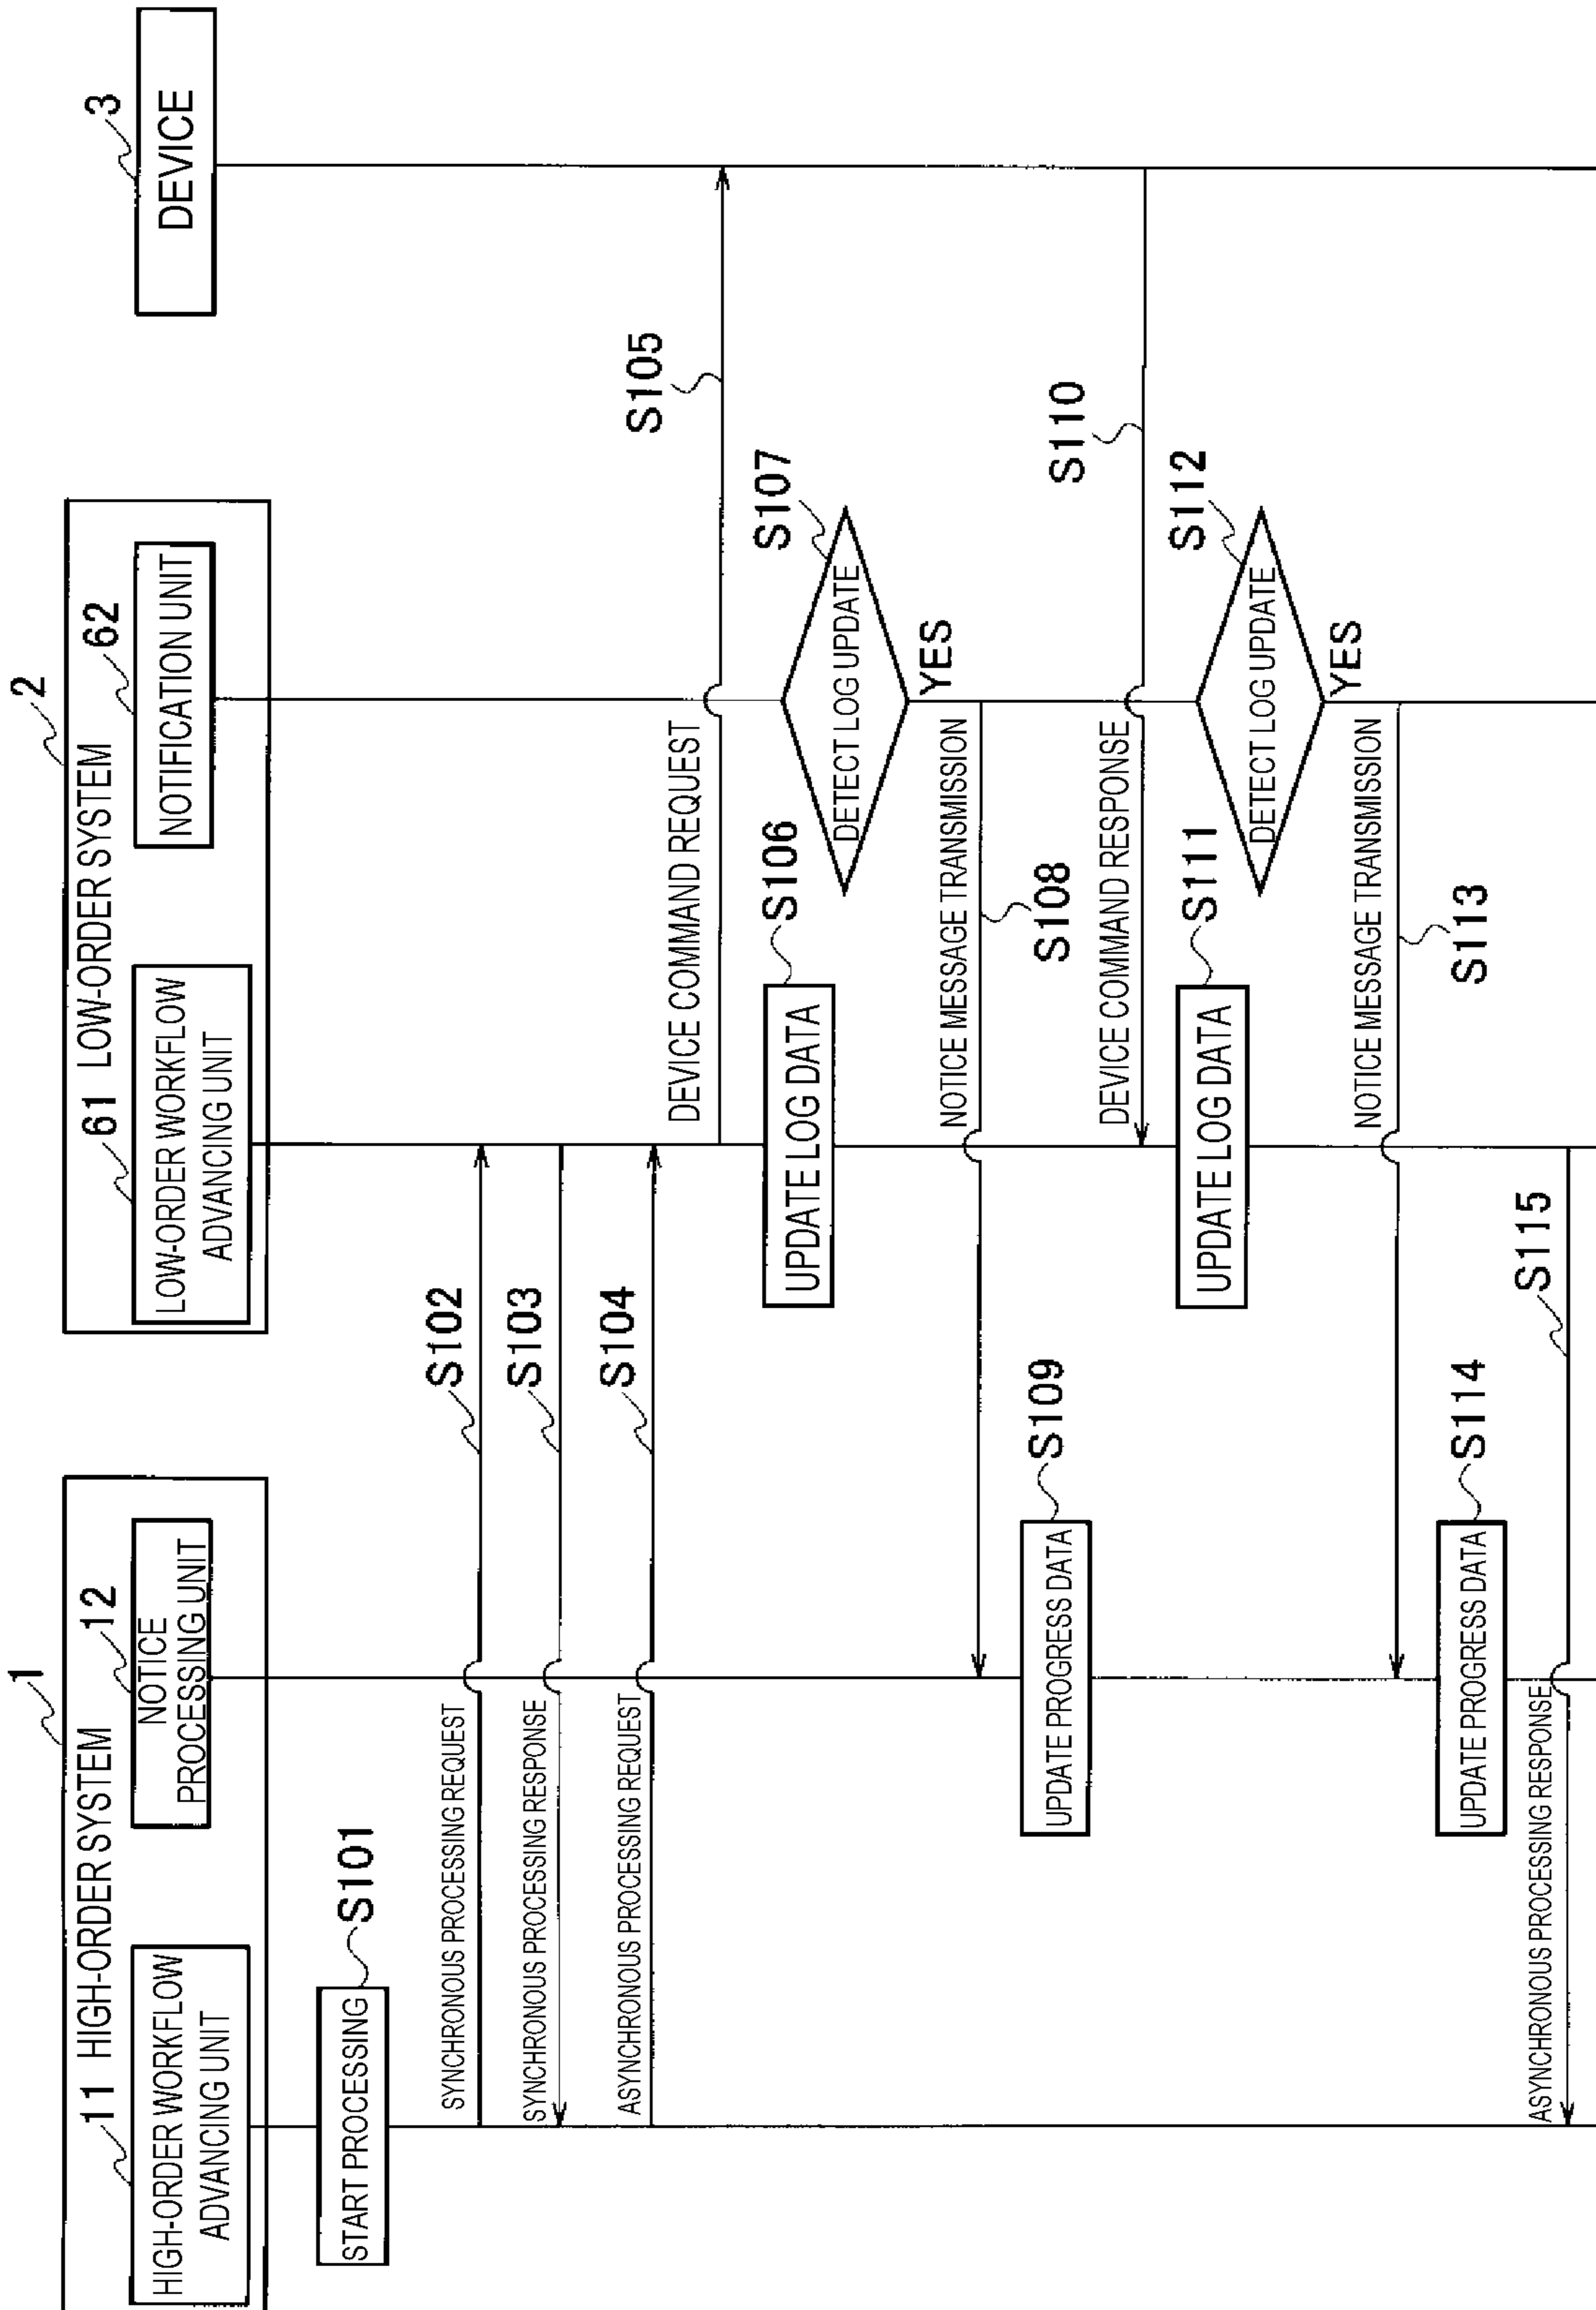 1
11 HIGH-ORDER SYSTEM 12
HIGH-ORDER WORKFLOW
ADVANCING UNIT
NOTICE
PROCESSING UNIT
2
61 LOW-ORDER SYSTEM 62
LOW-ORDER WORKFLOW
ADVANCING UNIT
NOTIFICATION UNIT
3
DEVICE
START PROCESSING
S101
SYNCHRONOUS PROCESSING REQUEST
S102
SYNCHRONOUS PROCESSING RESPONSE
S103
ASYNCHRONOUS PROCESSING REQUEST
S104
DEVICE COMMAND REQUEST
S105
UPDATE LOG DATA
S106
DETECT LOG UPDATE
S107
YES
NOTICE MESSAGE TRANSMISSION
S108
UPDATE PROGRESS DATA
S109
DEVICE COMMAND RESPONSE
S110
UPDATE LOG DATA
S111
DETECT LOG UPDATE
S112
YES
NOTICE MESSAGE TRANSMISSION
S113
UPDATE PROGRESS DATA
S114
ASYNCHRONOUS PROCESSING RESPONSE
S115